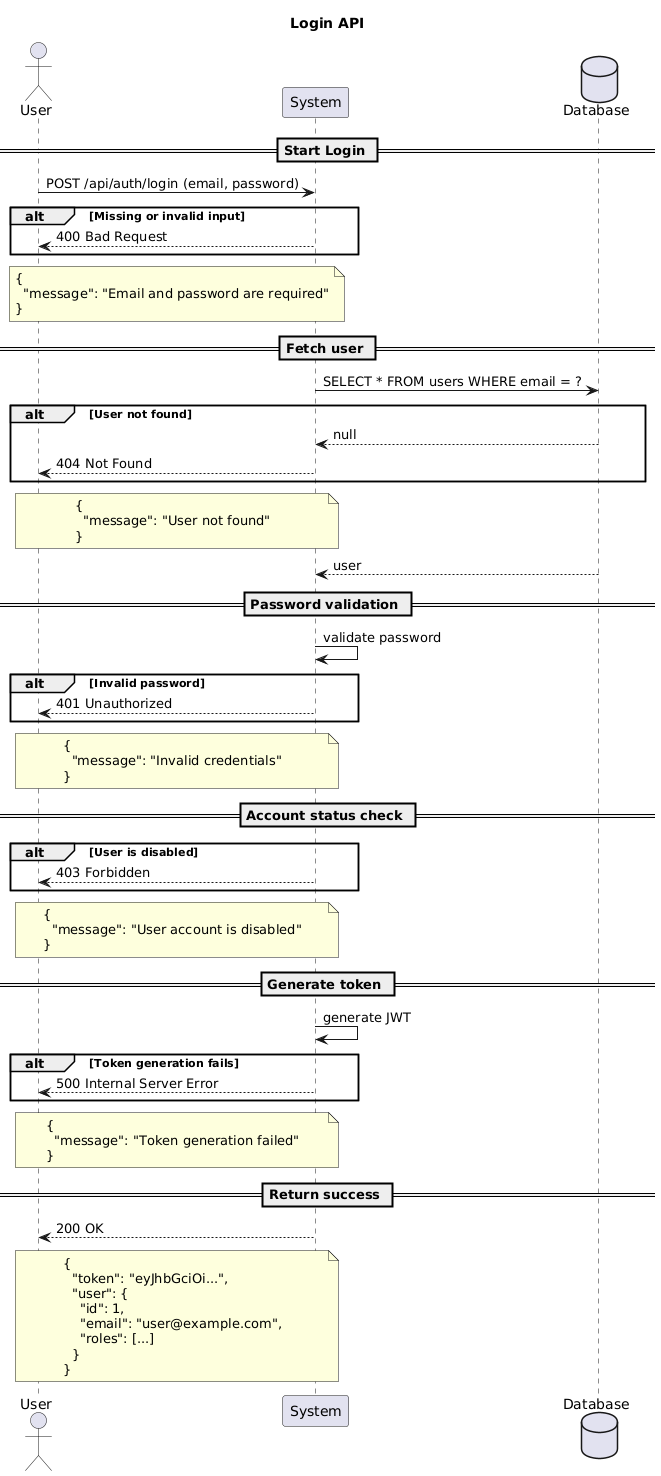 Login API
User
System
Database
Start Login
POST /api/auth/login (email, password)
alt [Missing or invalid input]
400 Bad Request
{
"message": "Email and password are required"
}
Fetch user
SELECT * FROM users WHERE email = ?
alt [User not found]
null
404 Not Found
{
"message": "User not found"
}
user
Password validation
validate password
alt [Invalid password]
401 Unauthorized
{
"message": "Invalid credentials"
}
Account status check
alt [User is disabled]
403 Forbidden
{
"message": "User account is disabled"
}
Generate token
generate JWT
alt [Token generation fails]
500 Internal Server Error
{
"message": "Token generation failed"
}
Return success
200 OK
{
"token": "eyJhbGciOi...",
"user": {
"id": 1,
"email": "user@example.com",
"roles": [...]
}
}
User
System
Database